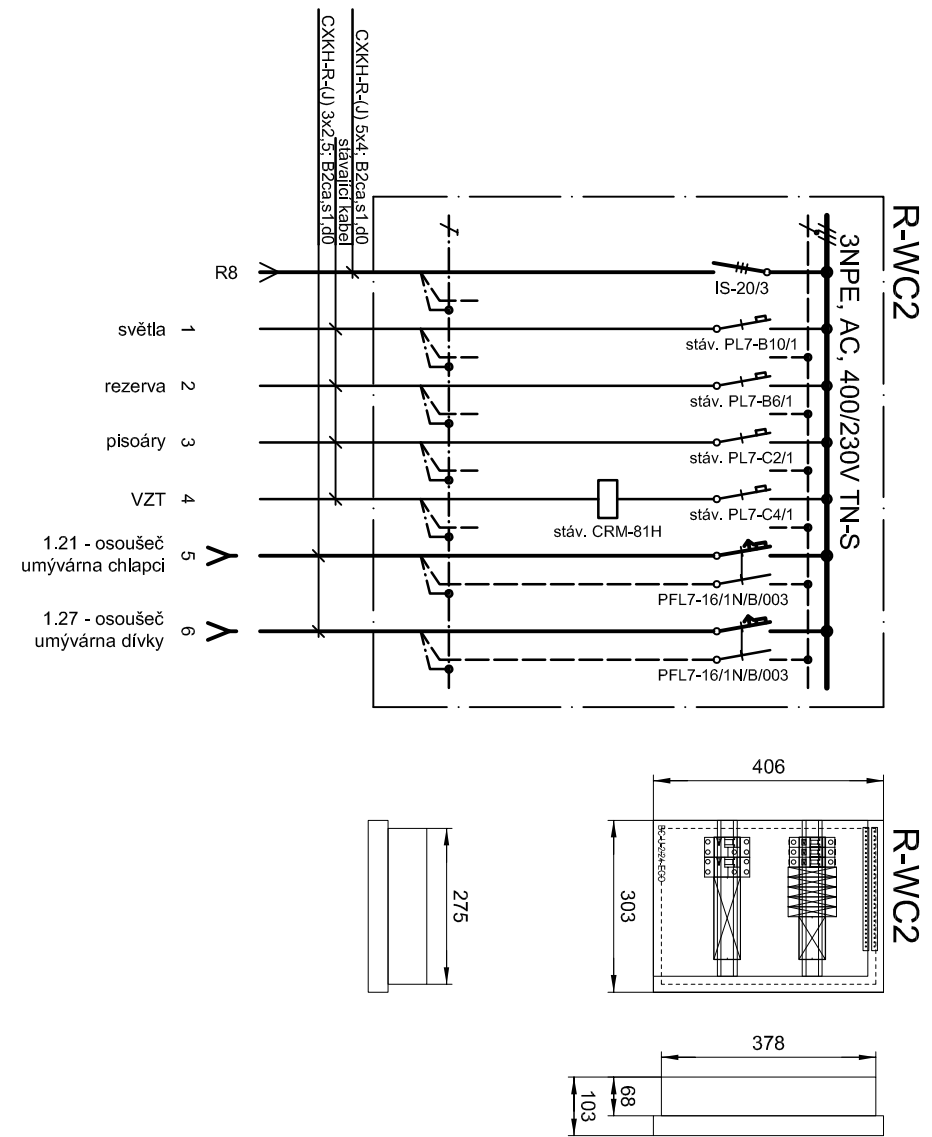 R-WC2
3NPE, AC, 400/230V TN-S
CXKH-R-(J) 5x4; B2ca,s1,d0
stávající kabel
CXKH-R-(J) 3x2,5; B2ca,s1,d0
R8
IS-20/3
světla 1
stáv. PL7-B10/1
rezerva 2
stáv. PL7-B6/1
pisoáry 3
stáv. PL7-C2/1
VZT 4
stáv. CRM-81H
stáv. PL7-C4/1
1.21 - osoušeč
umývárna chlapci
5
PFL7-16/1N/B/003
1.27 - osoušeč
umývárna dívky
6
PFL7-16/1N/B/003
R-WC2
406
303
275
378
68
103